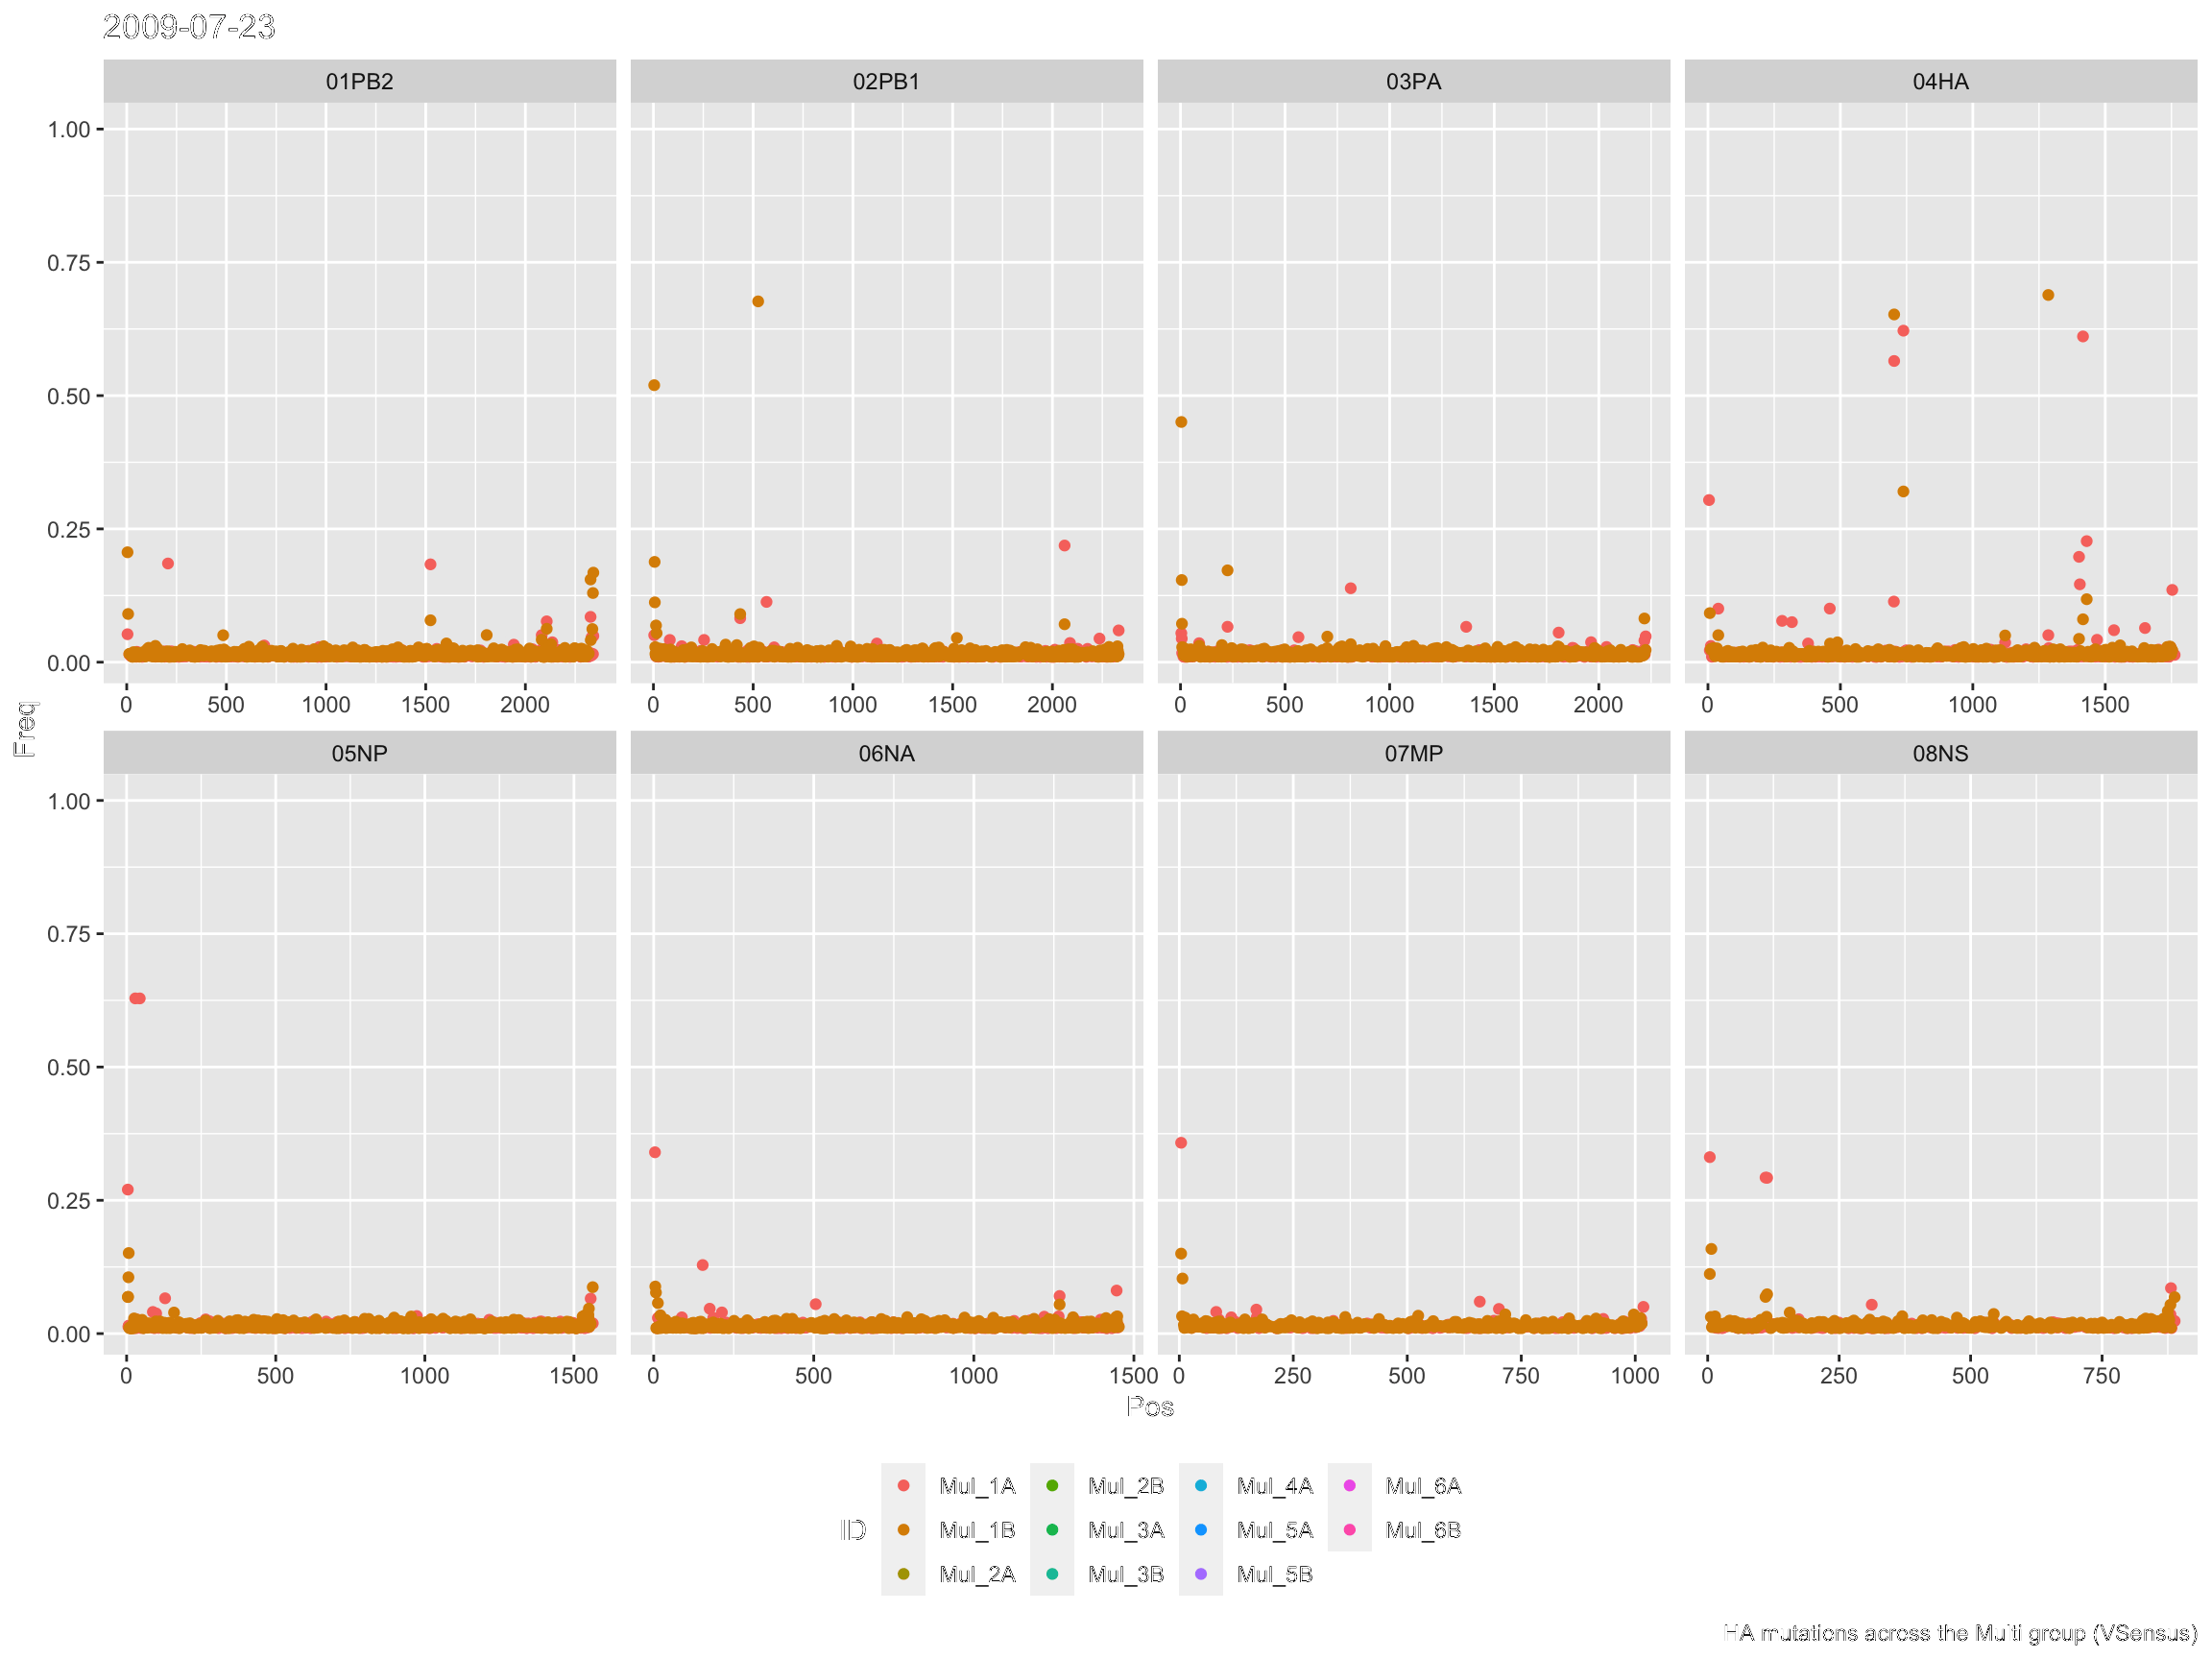 2009-07-23
01PB2 02PB1 03PA 04HA
1.00
0.75
0.50
0.25
0.00
0 500 1000 1500 2000 0 500 1000 1500 2000 0 500 1000 1500 2000 0 500 1000 1500
Freq
05NP 06NA 07MP 08NS
1.00
0.75
0.50
0.25
0.00
0 500 1000 1500 0 500 1000 1500 0 250 500 750 1000 0 250 500 750
Pos
Mul_1A Mul_2B Mul_4A Mul_6A
ID Mul_1B Mul_3A Mul_5A Mul_6B
Mul_2A Mul_3B Mul_5B
HA mutations across the Multi group (VSensus)